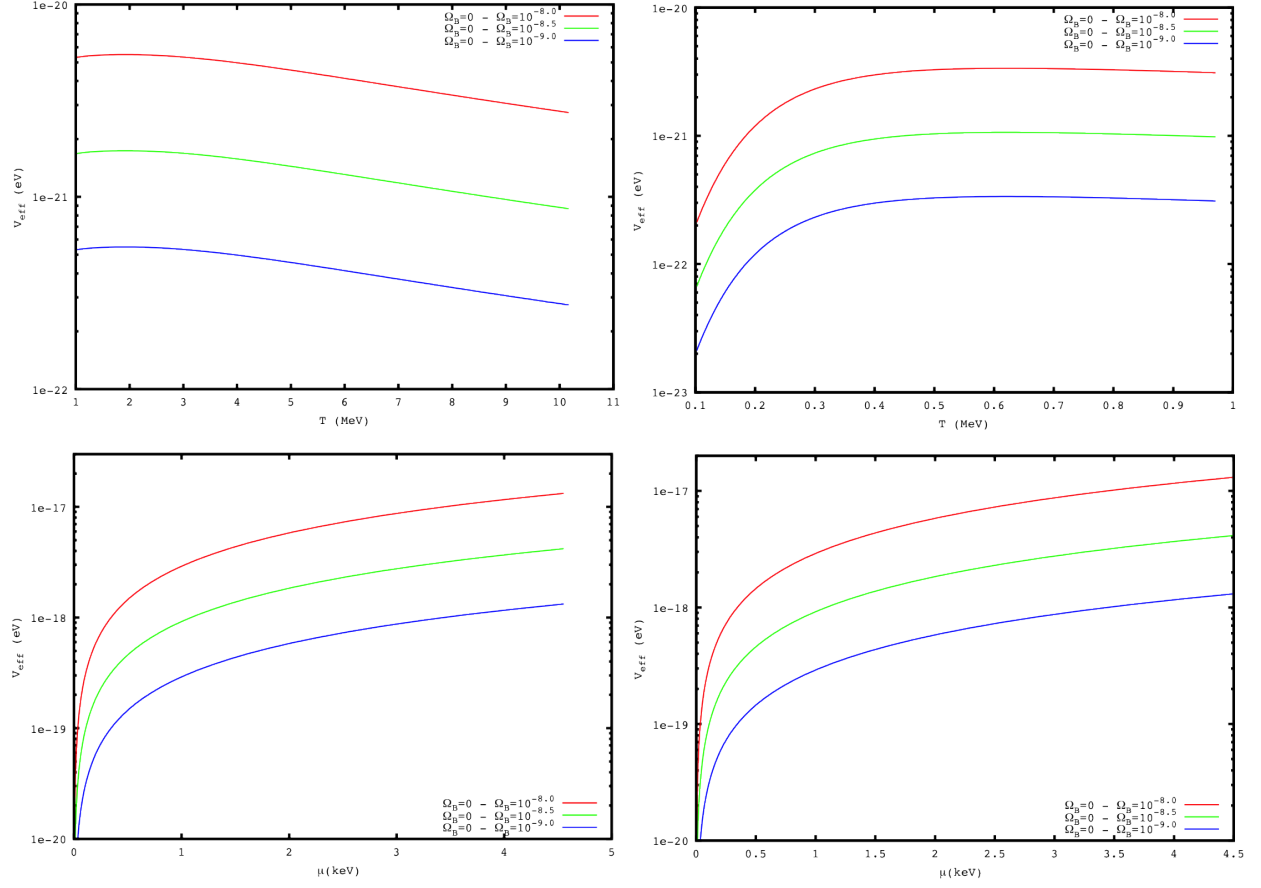 1e-20
1e-21
1e-22
V_eff (eV)
1 2 3 4 5 6 7 8 9 10 11
T (MeV)
Ω_B=0 – Ω_B=10^-8.0
Ω_B=0 – Ω_B=10^-8.5
Ω_B=0 – Ω_B=10^-9.0
1e-20
1e-21
1e-22
1e-23
V_eff (eV)
0.1 0.2 0.3 0.4 0.5 0.6 0.7 0.8 0.9 1
T (MeV)
Ω_B=0 – Ω_B=10^-8.0
Ω_B=0 – Ω_B=10^-8.5
Ω_B=0 – Ω_B=10^-9.0
1e-17
1e-18
1e-19
1e-20
V_eff (eV)
0 1 2 3 4 5
μ(keV)
Ω_B=0 – Ω_B=10^-8.0
Ω_B=0 – Ω_B=10^-8.5
Ω_B=0 – Ω_B=10^-9.0
1e-17
1e-18
1e-19
1e-20
V_eff (eV)
0 0.5 1 1.5 2 2.5 3 3.5 4 4.5
μ(keV)
Ω_B=0 – Ω_B=10^-8.0
Ω_B=0 – Ω_B=10^-8.5
Ω_B=0 – Ω_B=10^-9.0